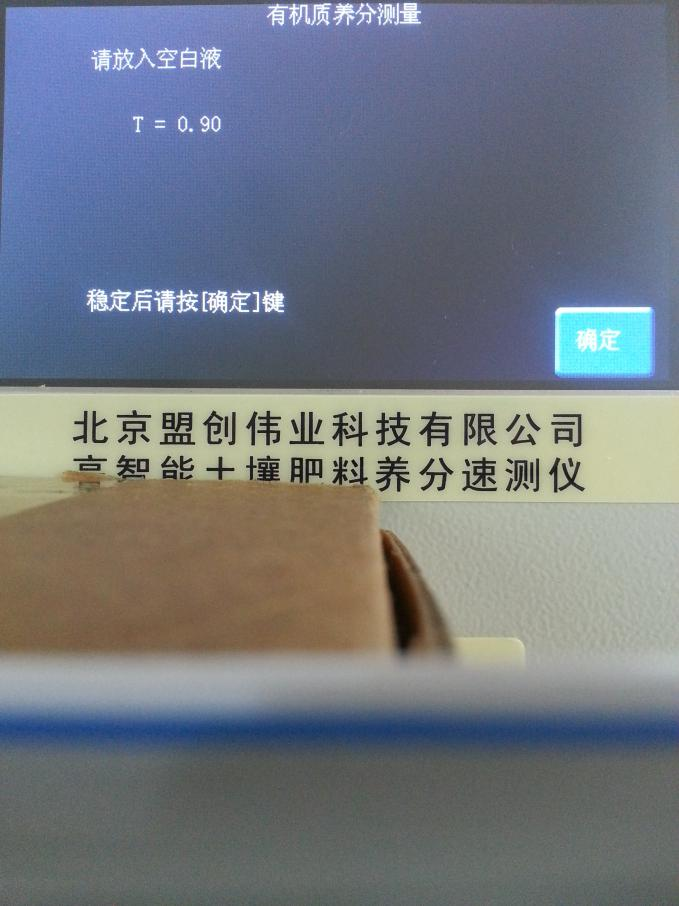 有机质养分测量
请放入空白液
T = 0.90
稳定后请按[确定]键
确定
北京盟创伟业科技有限公司
高智能土壤肥料养分速测仪